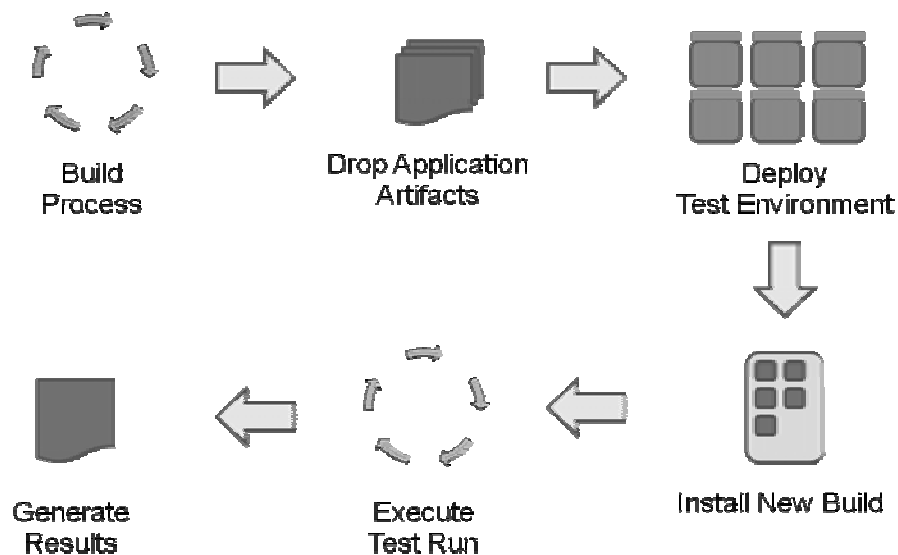 Build
Process
Drop Application
Artifacts
Deploy
Test Environment
Install New Build
Execute
Test Run
Generate
Results